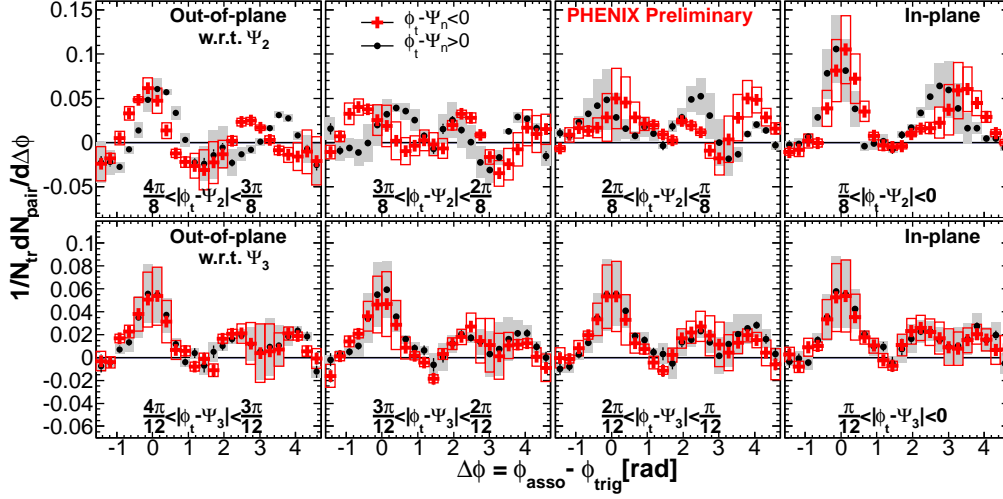 Out-of-plane
w.r.t. Ψ2
ϕt-Ψn<0
ϕt-Ψn>0
PHENIX Preliminary
In-plane
0.15
0.1
0.05
0
-0.05
4π/8<|ϕt-Ψ2|<3π/8
3π/8<|ϕt-Ψ2|<2π/8
2π/8<|ϕt-Ψ2|<π/8
π/8<|ϕt-Ψ2|<0
1/Ntr dNpair/dΔϕ
Out-of-plane
w.r.t. Ψ3
In-plane
0.1
0.08
0.06
0.04
0.02
0
-0.02
-0.04
-0.06
4π/12<|ϕt-Ψ3|<3π/12
3π/12<|ϕt-Ψ3|<2π/12
2π/12<|ϕt-Ψ3|<π/12
π/12<|ϕt-Ψ3|<0
-1 0 1 2 3 4 -1 0 1 2 3 4 -1 0 1 2 3 4 -1 0 1 2 3 4
Δϕ = ϕasso - ϕtrig[rad]